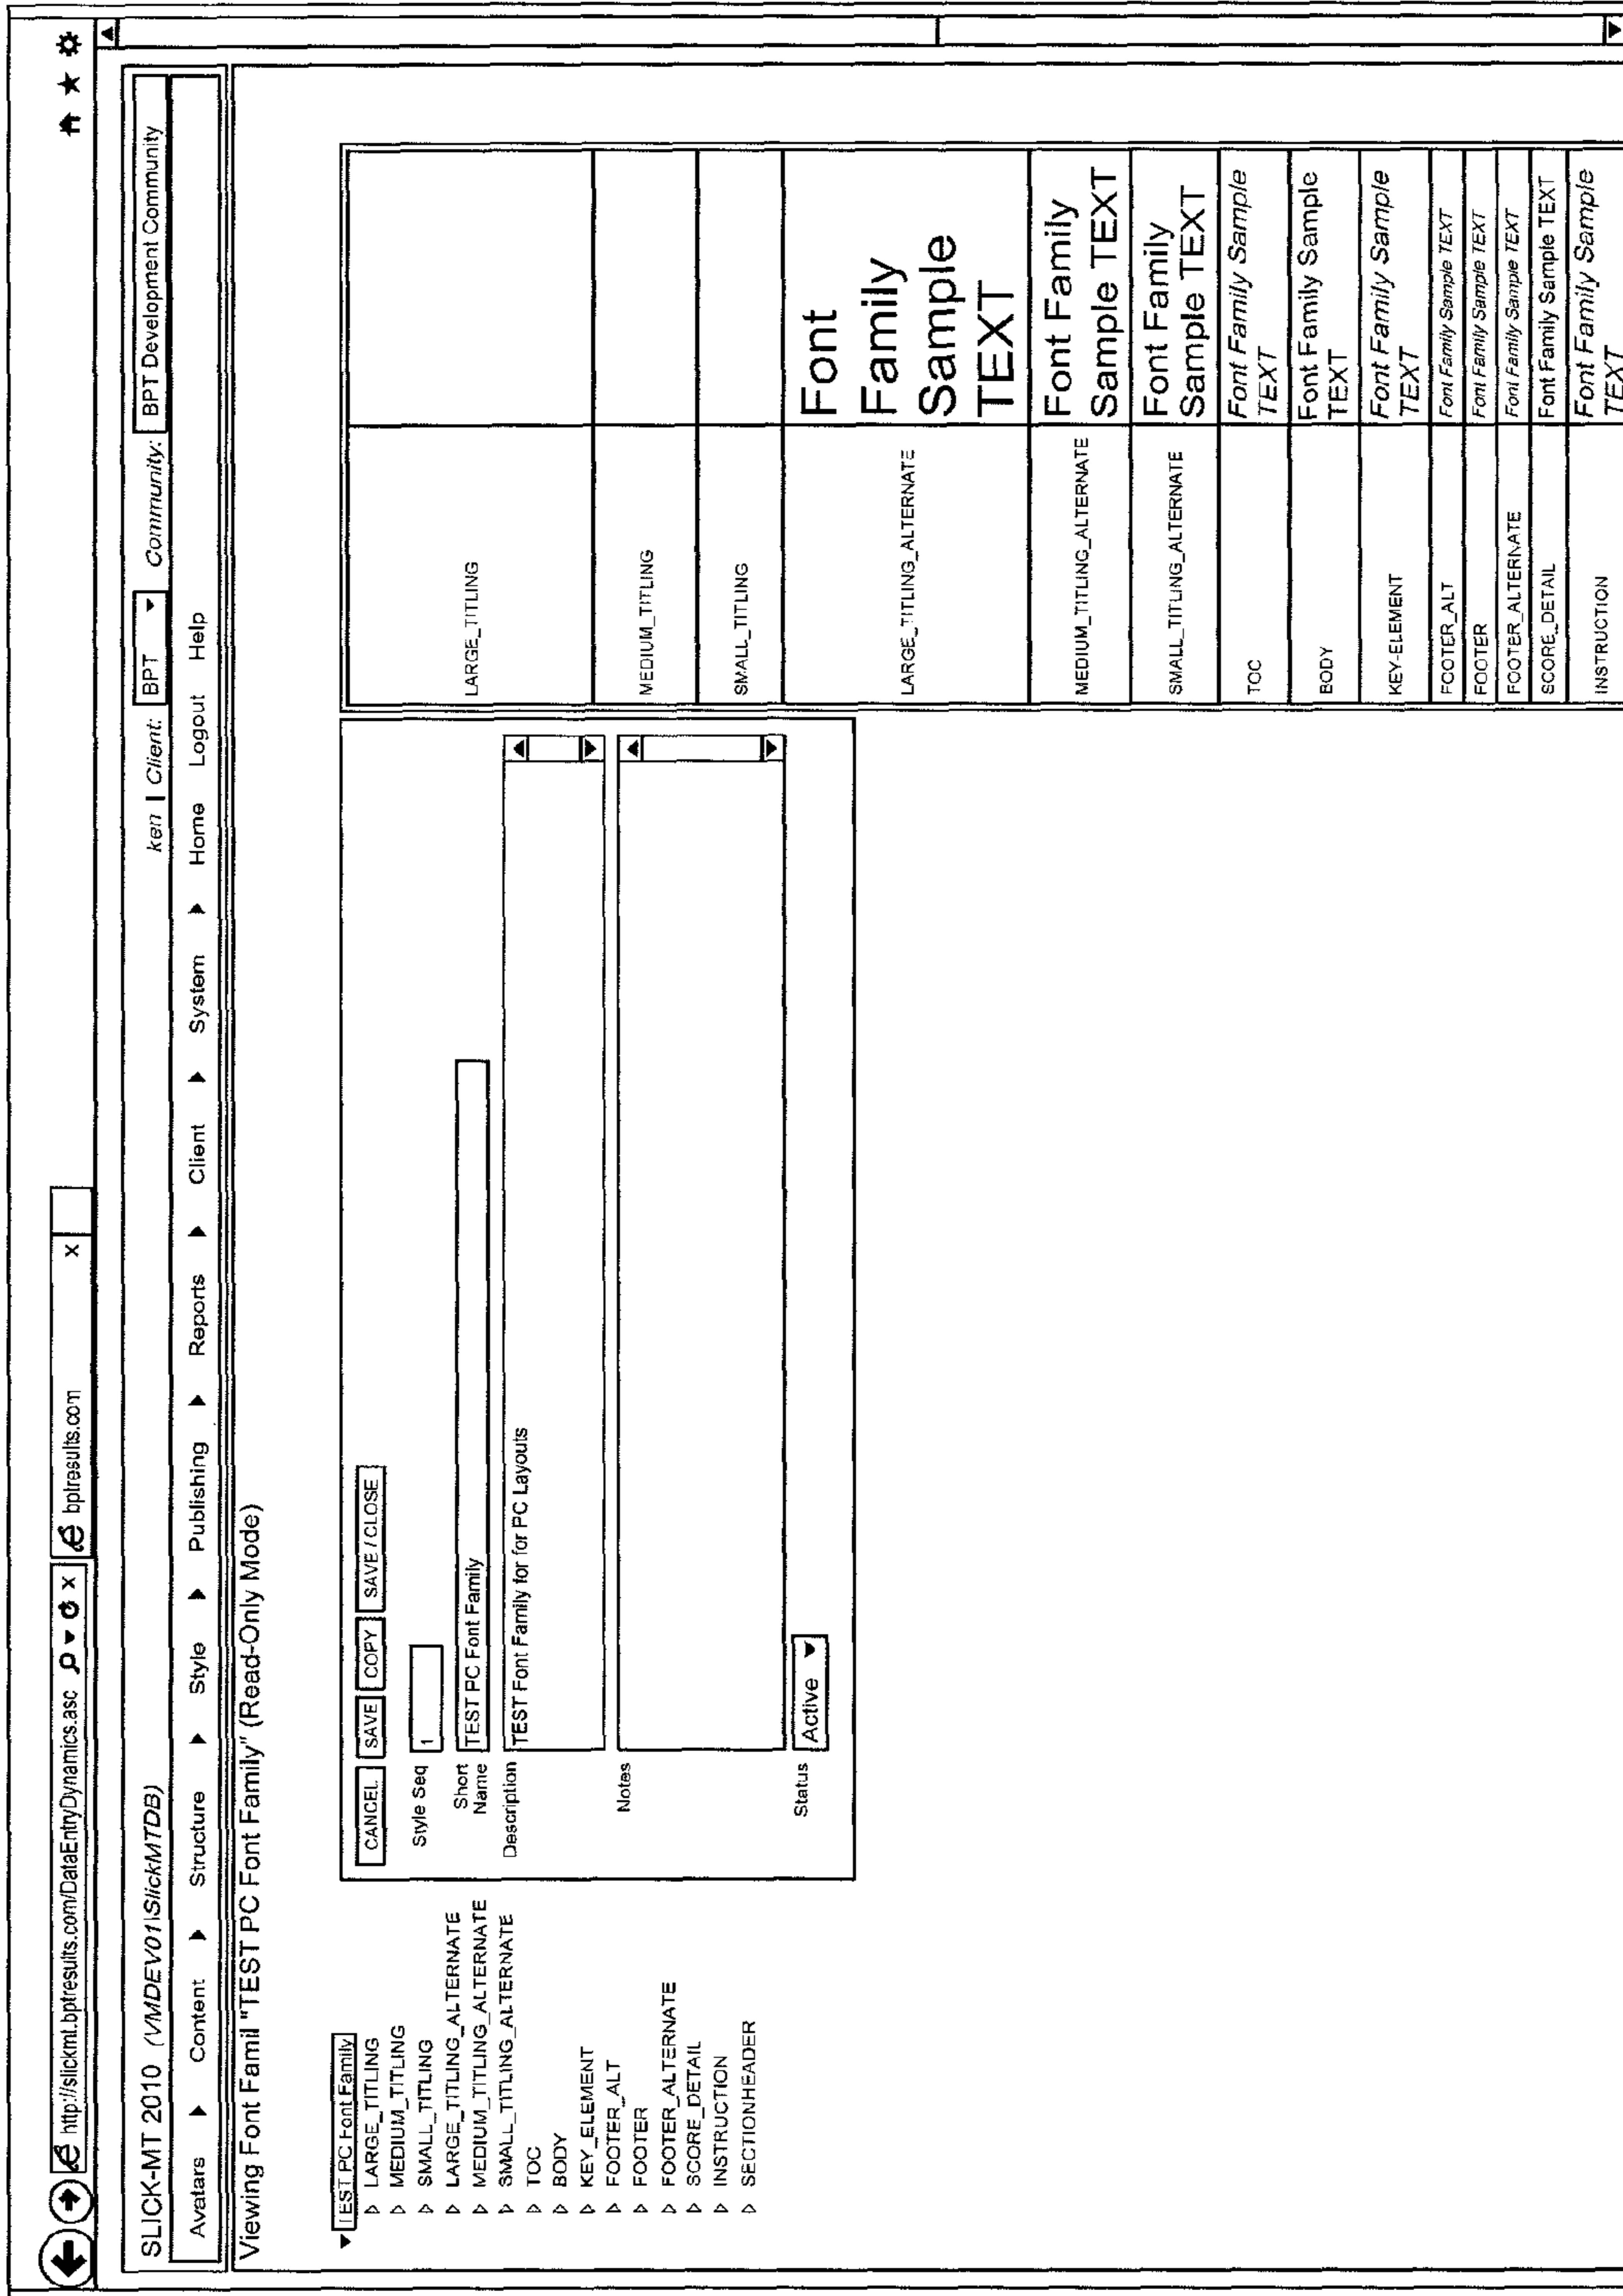 http://slickmt.bptresults.com/DataEntryDynamics.asc
bptresults.com
SLICK-MT 2010 (VMDEV01\SlickMTDB)
ken | Client: BPT Community: BPT Development Community
Avatars Content Structure Style Publishing Reports Client System Home Logout Help
Viewing Font Famil "TEST PC Font Family" (Read-Only Mode)
TEST PC Font Family
LARGE_TITLING
MEDIUM_TITLING
SMALL_TITLING
LARGE_TITLING_ALTERNATE
MEDIUM_TITLING_ALTERNATE
SMALL_TITLING_ALTERNATE
TOC
BODY
KEY_ELEMENT
FOOTER_ALT
FOOTER
FOOTER_ALTERNATE
SCORE_DETAIL
INSTRUCTION
SECTIONHEADER
CANCEL SAVE COPY SAVE / CLOSE
Style Seq 1
Short
Name TEST PC Font Family
Description TEST Font Family for for PC Layouts
Notes
Status Active
LARGE_TITLING
MEDIUM_TITLING
SMALL_TITLING
LARGE_TITLING_ALTERNATE
Font
Family
Sample
TEXT
MEDIUM_TITLING_ALTERNATE
Font Family
Sample TEXT
SMALL_TITLING_ALTERNATE
Font Family
Sample TEXT
TOC
Font Family Sample
TEXT
BODY
Font Family Sample
TEXT
KEY-ELEMENT
Font Family Sample
TEXT
FOOTER_ALT Font Family Sample TEXT
FOOTER Font Family Sample TEXT
FOOTER_ALTERNATE Font Family Sample TEXT
SCORE_DETAIL Font Family Sample TEXT
INSTRUCTION
Font Family Sample
TEXT